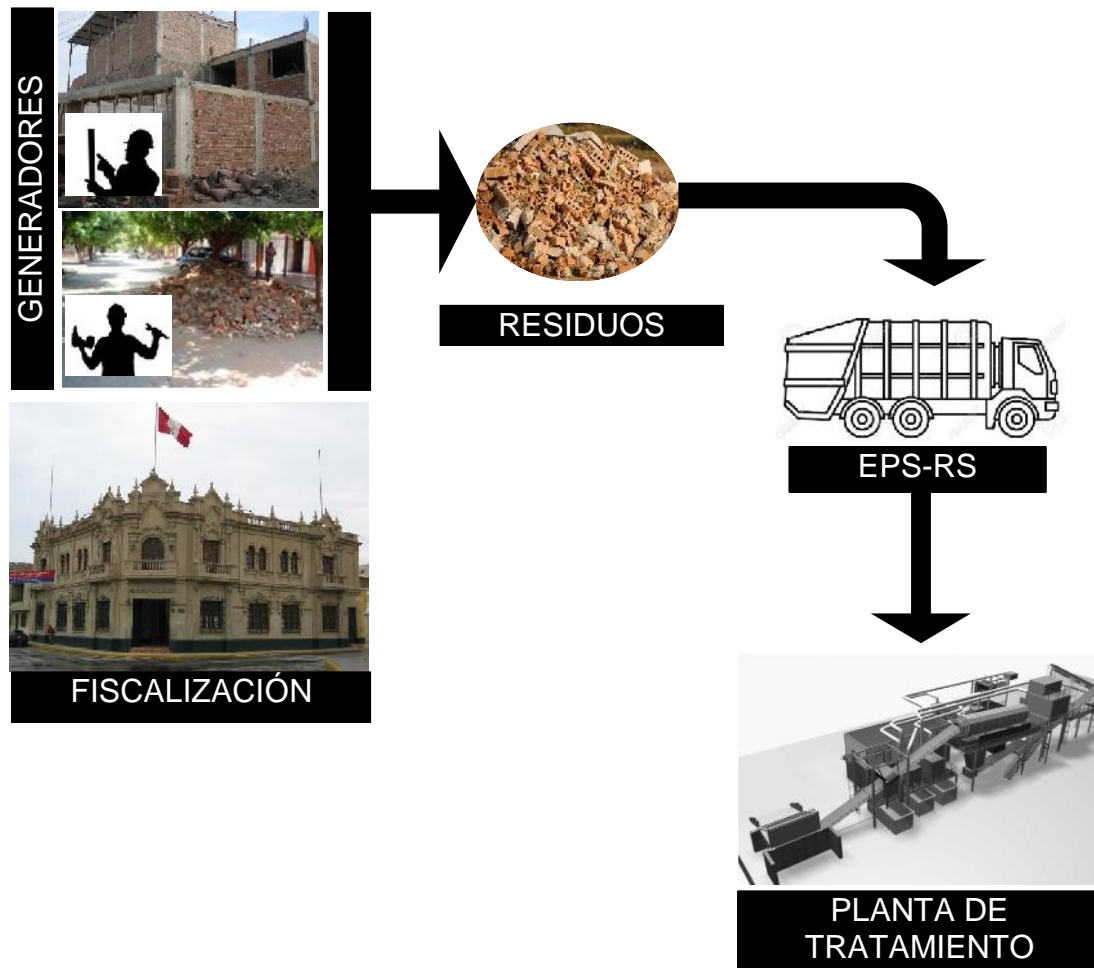 GENERADORES
RESIDUOS
EPS-RS
FISCALIZACIÓN
PLANTA DE
TRATAMIENTO